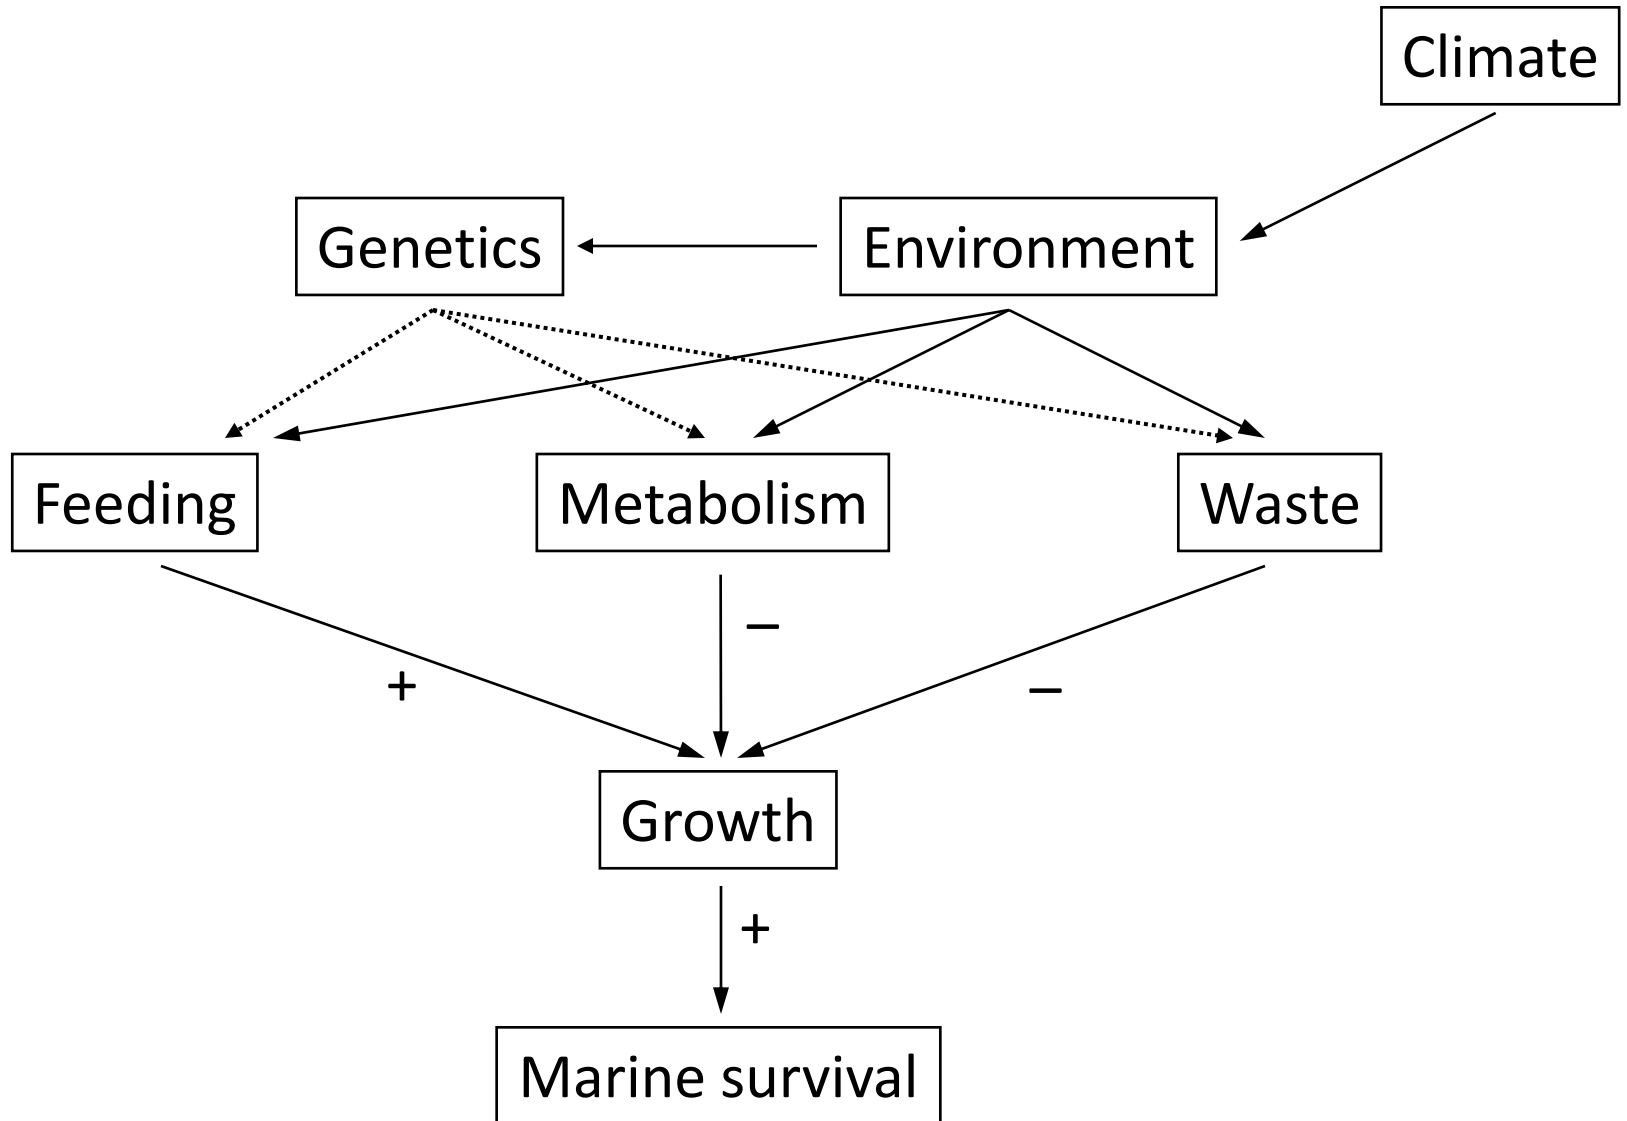 Climate
Genetics
Environment
Feeding
Metabolism
Waste
–
+
–
Growth
+
Marine survival